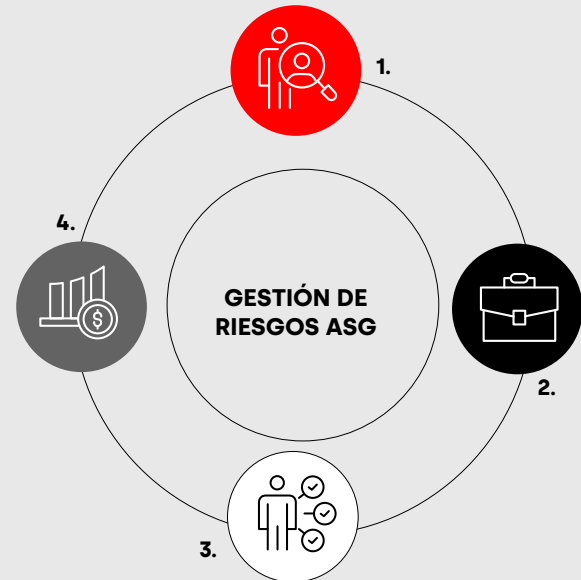 1.
4.
GESTIÓN DE
RIESGOS ASG
$
2.
3.